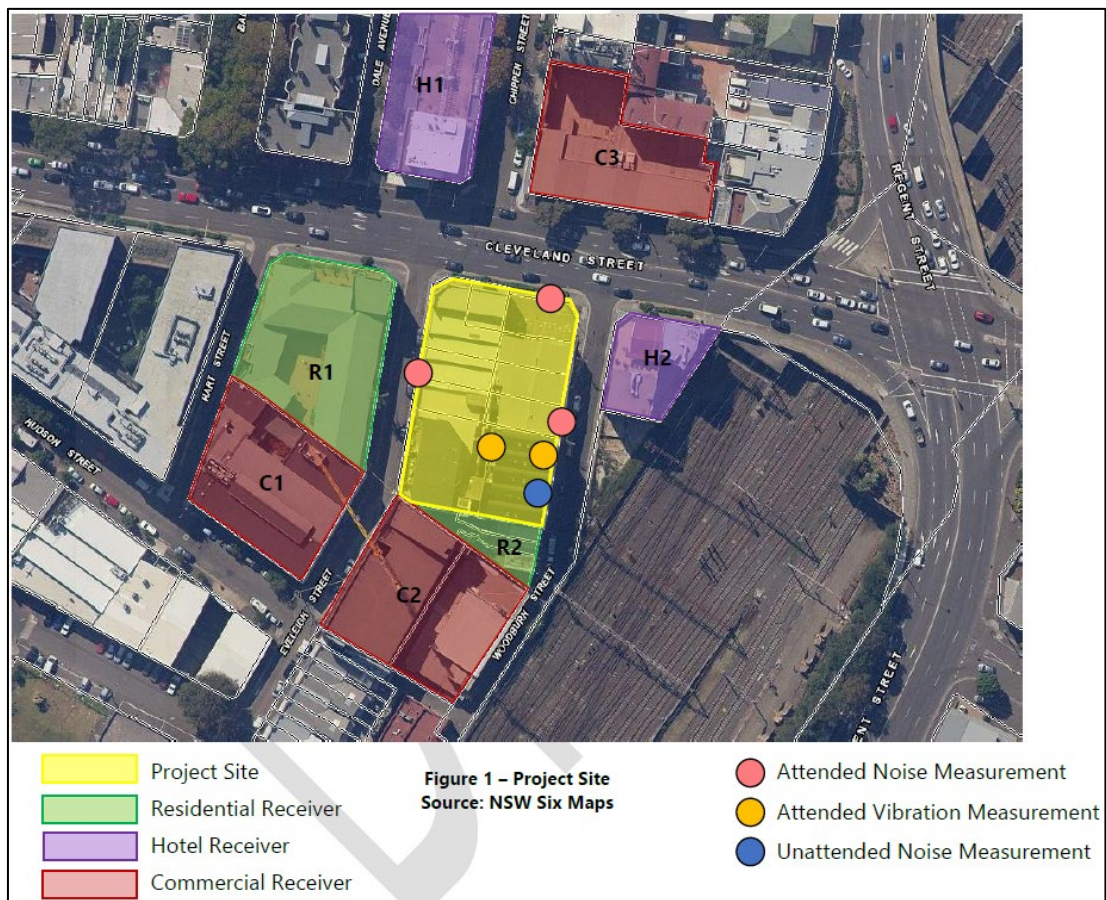 DALE AVENUE
CHIPPEN STREET
H1
C3
REGENT STREET
CLEVELAND STREET
H2
R1
HART STREET
HUDSON STREET
C1
R2
C2
EVELEIGH STREET
WOODBURN STREET
ENT STREET
Project Site
Residential Receiver
Hotel Receiver
Commercial Receiver
Figure 1 – Project Site
Source: NSW Six Maps
Attended Noise Measurement
Attended Vibration Measurement
Unattended Noise Measurement